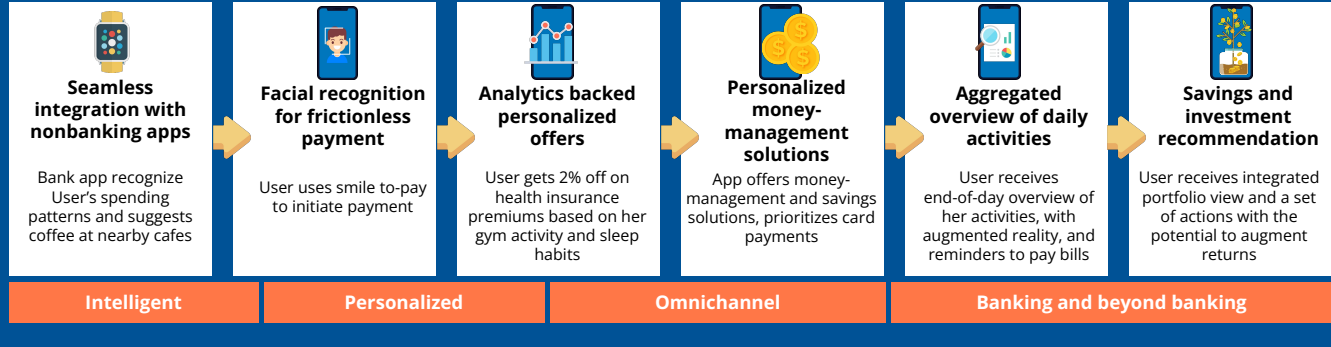 Seamless
integration with
nonbanking apps
Bank app recognize
User's spending
patterns and suggests
coffee at nearby cafes
Facial recognition
for frictionless
payment
User uses smile to-pay
to initiate payment
Analytics backed
personalized
offers
User gets 2% off on
health insurance
premiums based on her
gym activity and sleep
habits
Personalized
money-
management
solutions
App offers money-
management and savings
solutions, prioritizes card
payments
Aggregated
overview of daily
activities
User receives
end-of-day overview of
her activities, with
augmented reality, and
reminders to pay bills
Savings and
investment
recommendation
User receives integrated
portfolio view and a set
of actions with the
potential to augment
returns
Intelligent
Personalized
Omnichannel
Banking and beyond banking